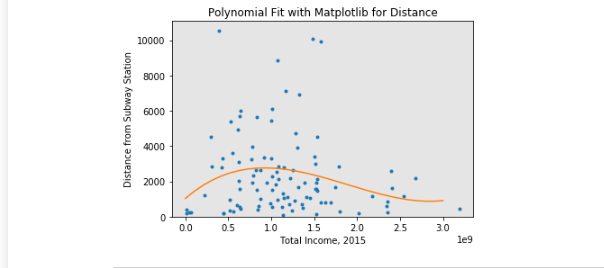 Polynomial Fit with Matplotlib for Distance
Distance from Subway Station
10000
8000
6000
4000
2000
0
0.0 0.5 1.0 1.5 2.0 2.5 3.0
Total Income, 2015
1e9